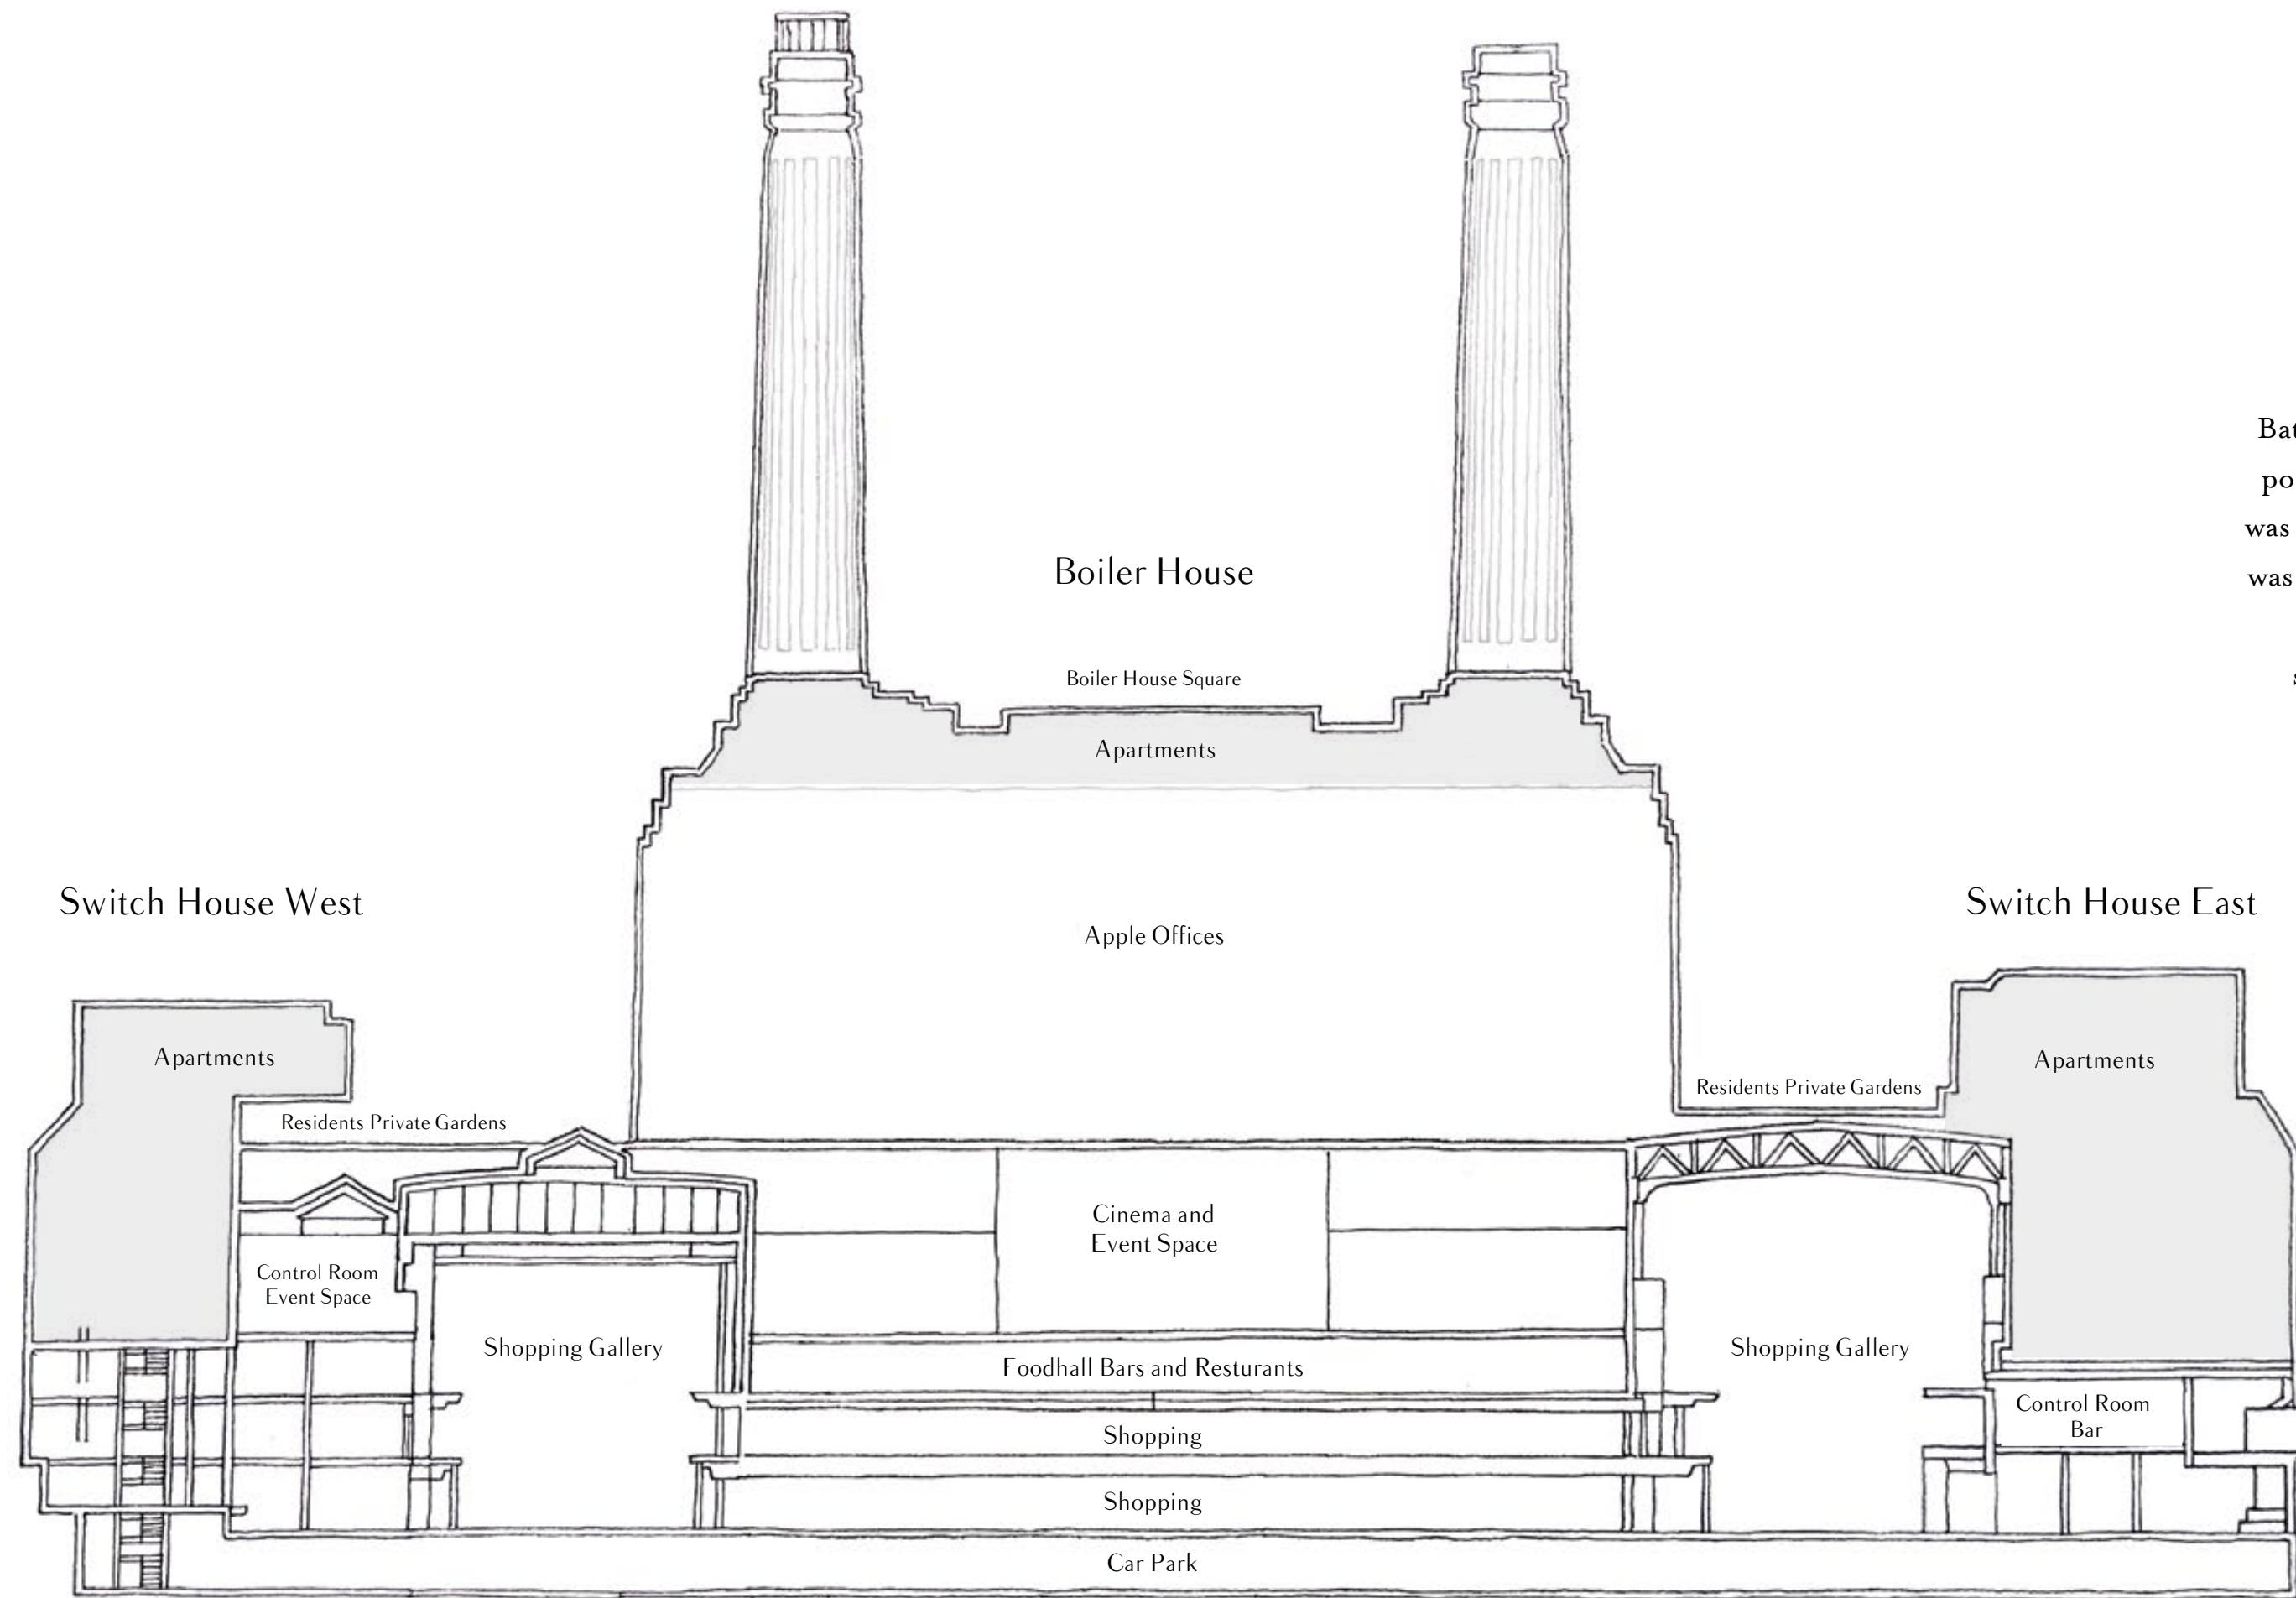 Boiler House
Boiler House Square
Apartments
Switch House West
Switch House East
Apple Offices
Apartments
Apartments
Residents Private Gardens
Residents Private Gardens
Cinema and
Event Space
Control Room
Event Space
Shopping Gallery
Shopping Gallery
Foodhall Bars and Resturants
Control Room
Bar
Shopping
Shopping
Car Park
po
was
was